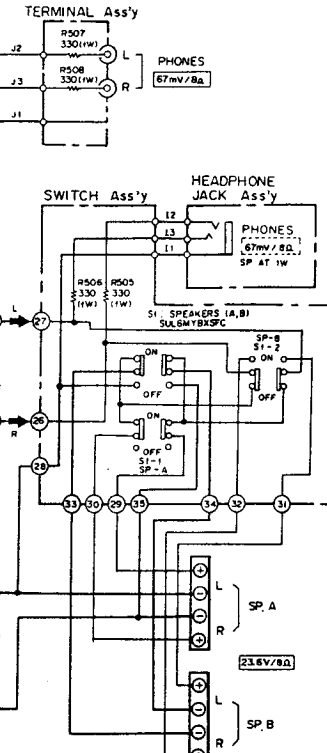 TERMINAL Ass'y
R507
330(1W)
J2
L
PHONES
R508
330(1W)
67mV/8Ω
J3
R
J1
HEADPHONE
SWITCH Ass'y
JACK Ass'y
I2
I3
PHONES
I1
67mV/8Ω
SP AT 1W
R506 R505
330 330
(1W) (1W)
S1: SPEAKERS (A,B)
SUL6MYBXSFC
L
27
SP-B
S1-2
ON
ON
OFF
OFF
ON
26
R
OFF
S1-1
SP-A
28
33 30 29 35 34 32 31
+
L
-
SP. A
-
R
+
23.6V/8Ω
+
L
-
SP. B
-
R